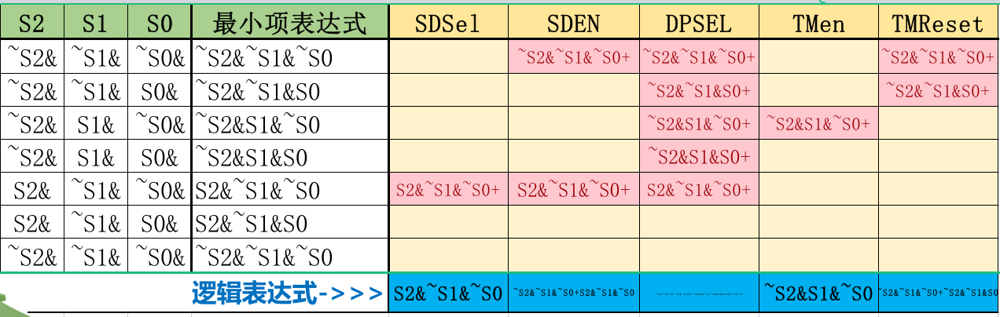 S2 S1 S0 最小项表达式 SDSel SDEN DPSEL TMen TMReset
~S2& ~S1& ~S0& ~S2&~S1&~S0 ~S2&~S1&~S0+ ~S2&~S1&~S0+ ~S2&~S1&~S0+
~S2& ~S1& S0& ~S2&~S1&S0 ~S2&~S1&S0+ ~S2&~S1&S0+
~S2& S1& ~S0& ~S2&S1&~S0 ~S2&S1&~S0+ ~S2&S1&~S0+
~S2& S1& S0& ~S2&S1&S0 ~S2&S1&S0+
S2& ~S1& ~S0& S2&~S1&~S0 S2&~S1&~S0+ S2&~S1&~S0+ S2&~S1&~S0+
S2& ~S1& S0& S2&~S1&S0
~S2& ~S1& ~S0& ~S2&~S1&~S0
逻辑表达式->>> S2&~S1&~S0 ~S2&~S1&~S0+S2&~S1&~S0 ~S2&S1&~S0 ~S2&~S1&~S0+~S2&~S1&S0